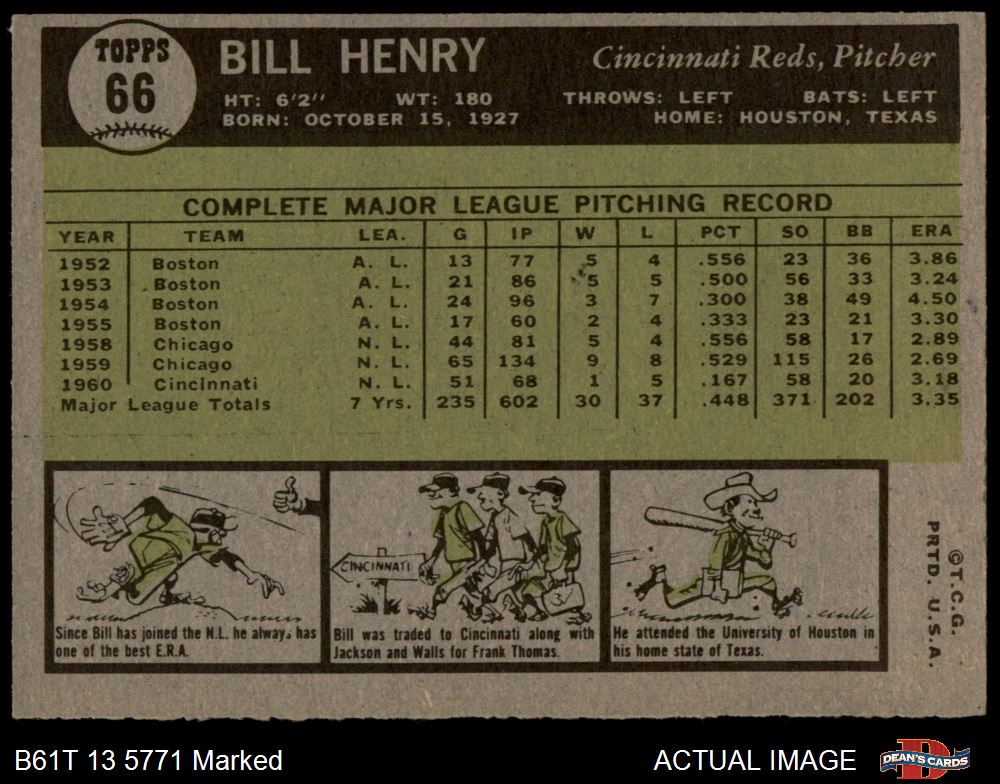 TOPPS
66
BILL HENRY
Cincinnati Reds, Pitcher
HT: 6'2" WT: 180 THROWS: LEFT BATS: LEFT
BORN: OCTOBER 15, 1927 HOME: HOUSTON, TEXAS
COMPLETE MAJOR LEAGUE PITCHING RECORD
YEAR TEAM LEA. G IP W L PCT SO BB ERA
1952 Boston A. L. 13 77 5 4 .556 23 36 3.86
1953 Boston A. L. 21 86 5 5 .500 56 33 3.24
1954 Boston A. L. 24 96 3 7 .300 38 49 4.50
1955 Boston A. L. 17 60 2 4 .333 23 21 3.30
1958 Chicago N. L. 44 81 5 4 .556 58 17 2.89
1959 Chicago N. L. 65 134 9 8 .529 115 26 2.69
1960 Cincinnati N. L. 51 68 1 5 .167 58 20 3.18
Major League Totals 7 Yrs. 235 602 30 37 .448 371 202 3.35
Since Bill has joined the N.L. he always has
one of the best E.R.A.
CINCINNATI
3
Bill was traded to Cincinnati along with
Jackson and Walls for Frank Thomas.
He attended the University of Houston in
his home state of Texas.
©T.C.G.
PRTD. U.S.A.
B61T 13 5771 Marked
ACTUAL IMAGE
D
DEAN'S CARDS